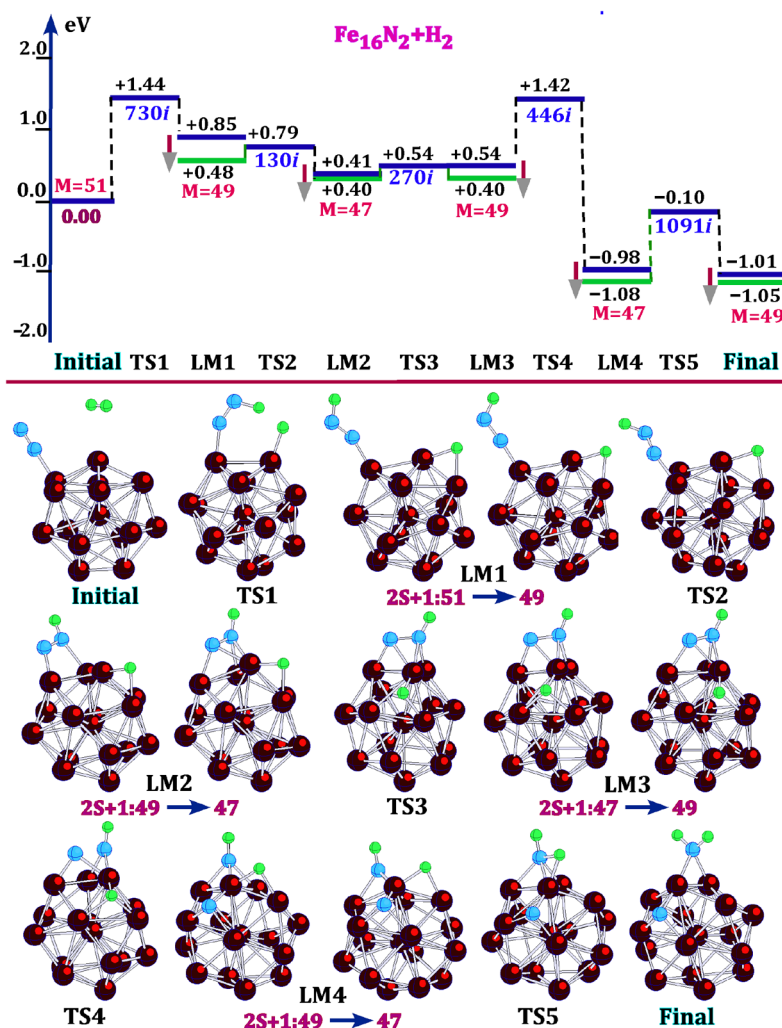 eV
Fe16N2+H2
2.0
+1.44
+1.42
730i
446i
1.0
+0.85
+0.79
+0.54
+0.54
+0.41
130i
270i
M=51
+0.48
+0.40
+0.40
0.0
M=49
M=47
M=49
0.00
−0.10
1091i
−0.98
−1.01
−1.0
−1.08
−1.05
M=47
M=49
−2.0
Initial TS1 LM1 TS2 LM2 TS3 LM3 TS4 LM4 TS5 Final
Initial
TS1
LM1
2S+1:51 49
TS2
LM2
2S+1:49 47
TS3
LM3
2S+1:47 49
TS4
LM4
2S+1:49 47
TS5
Final